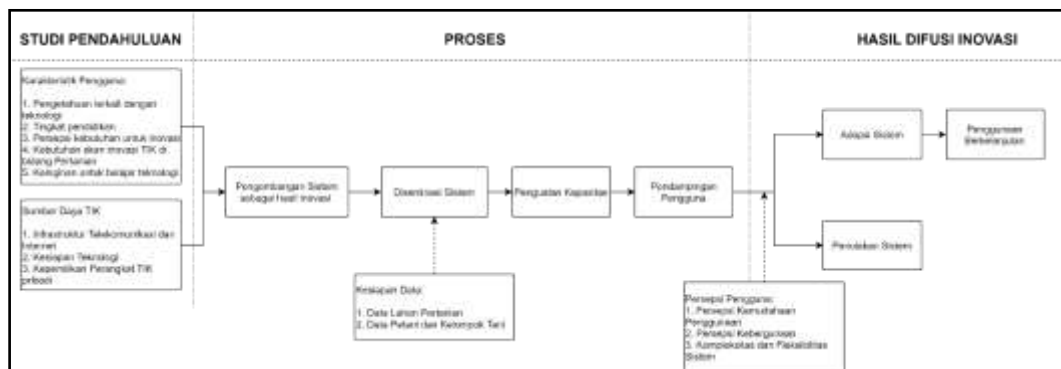 STUDI PENDAHULUAN
PROSES
HASIL DIFUSI INOVASI
Karakteristik Pengguna:
1. Pengetahuan terkait dengan
teknologi
2. Tingkat pendidikan
3. Persepsi kebutuhan untuk inovasi
4. Kebutuhan akan inovasi TIK di
bidang Pertanian
5. Keinginan untuk belajar teknologi
Sumber Daya TIK
1. Infrastruktur Telekomunikasi dan
Internet
2. Kesiapan Teknologi
3. Kepemilikan Perangkat TIK
pribadi
Pengembangan Sistem
sebagai hasil inovasi
Diseminasi Sistem
Penguatan Kapasitas
Pendampingan
Pengguna
Kesiapan Data:
1. Data Lahan Pertanian
2. Data Petani dan Kelompok Tani
Adopsi Sistem
Penggunaan
Berkelanjutan
Penolakan Sistem
Persepsi Pengguna:
1. Persepsi Kemudahaan
Penggunaan
2. Persepsi Kebergunaan
3. Kompleksitas dan Fleksibilitas
Sistem